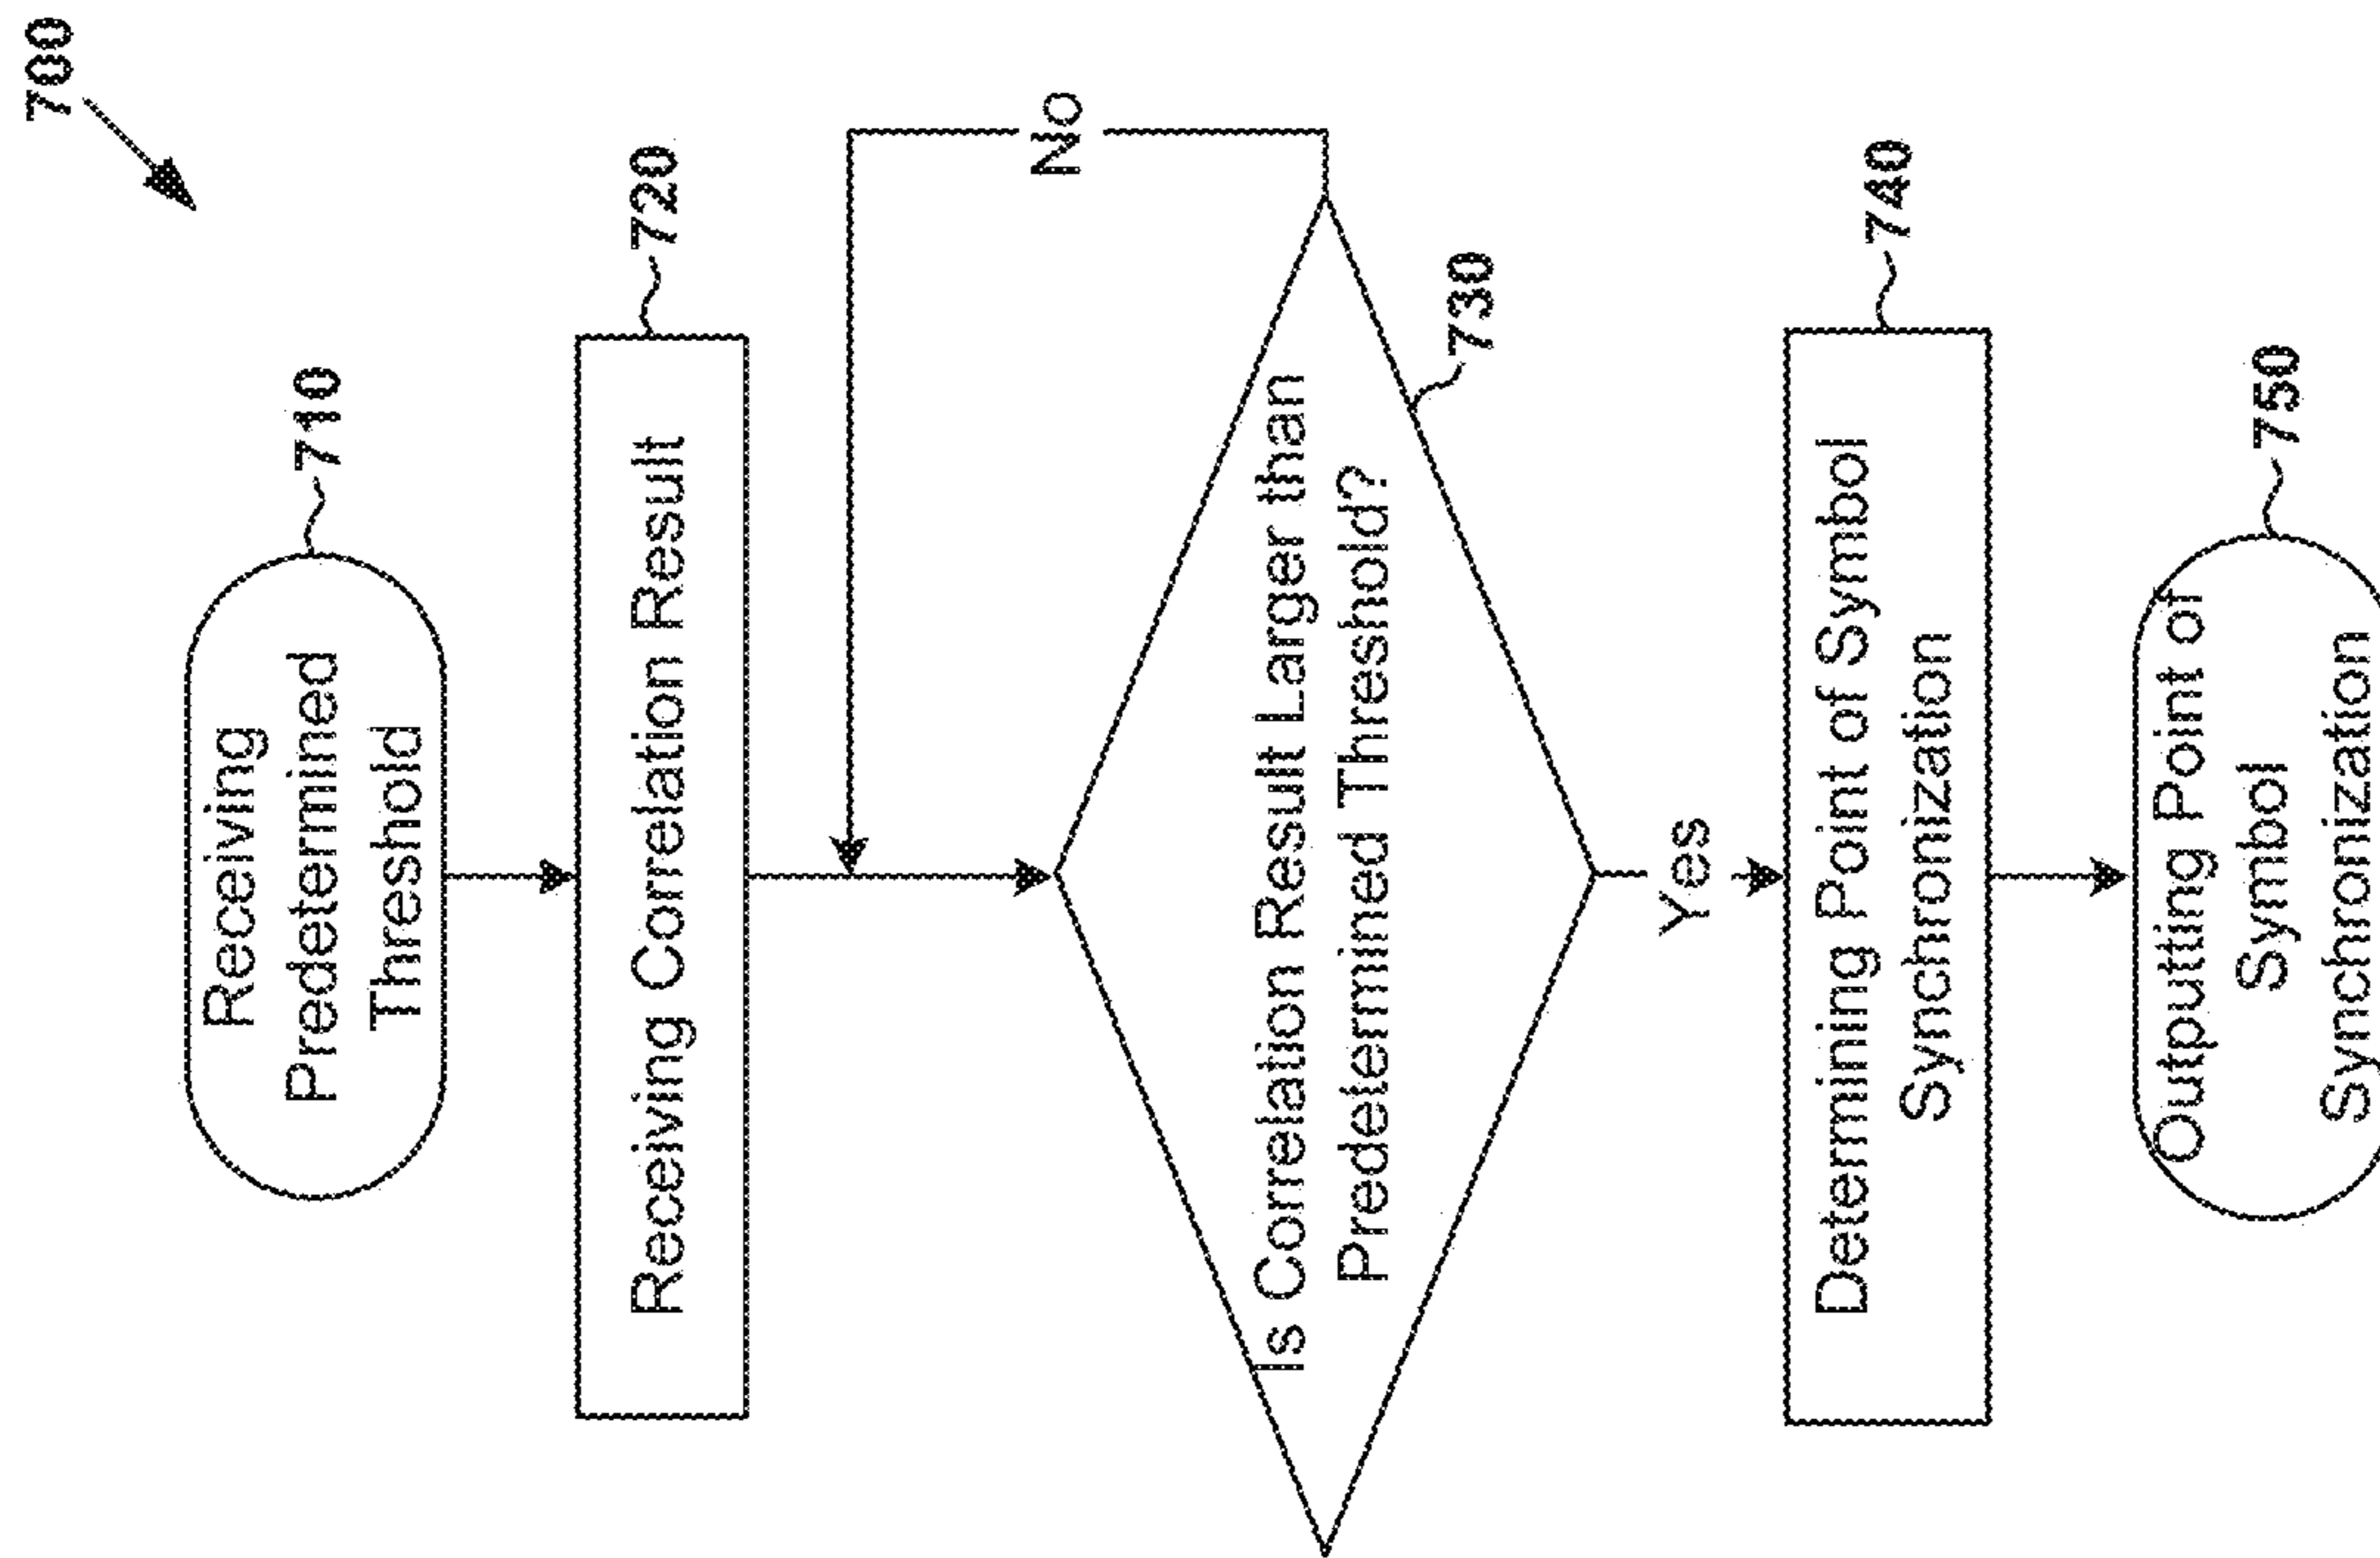 700
Receiving
Predetermined
Threshold
710
Receiving Correlation Result
720
No
Is Correlation Result Larger than
Predetermined Threshold?
730
Yes
Determining Point of Symbol
Synchronization
740
Outputting Point of
Symbol
Synchronization
750